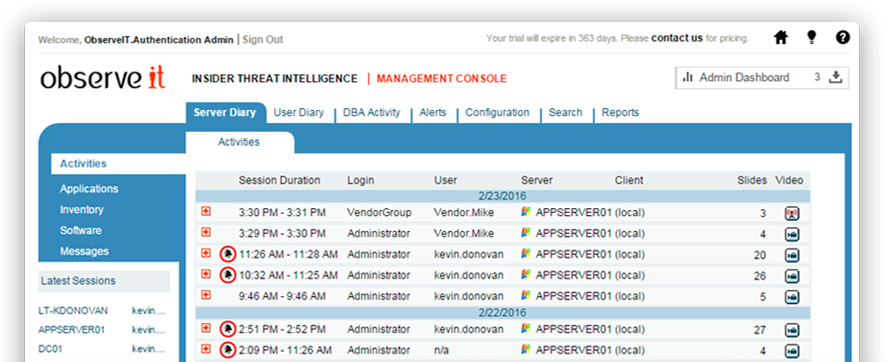 Welcome, ObserveIT.Authentication Admin | Sign Out Your trial will expire in 363 days. Please contact us for pricing.
observe it INSIDER THREAT INTELLIGENCE | MANAGEMENT CONSOLE Admin Dashboard 3
Server Diary User Diary DBA Activity Alerts Configuration Search Reports
Activities
Activities
Applications
Inventory
Software
Messages
Latest Sessions
LT-KDONOVAN kevin....
APPSERVER01 kevin....
DC01 kevin....
Session Duration Login User Server Client Slides Video
2/23/2016
3:30 PM - 3:31 PM VendorGroup Vendor.Mike APPSERVER01 (local) 3
3:29 PM - 3:30 PM Administrator Vendor.Mike APPSERVER01 (local) 4
11:26 AM - 11:28 AM Administrator kevin.donovan APPSERVER01 (local) 20
10:32 AM - 11:25 AM Administrator kevin.donovan APPSERVER01 (local) 26
9:46 AM - 9:46 AM Administrator kevin.donovan APPSERVER01 (local) 5
2/22/2016
2:51 PM - 2:52 PM Administrator kevin.donovan APPSERVER01 (local) 27
2:09 PM - 11:26 AM Administrator n/a APPSERVER01 (local) 4